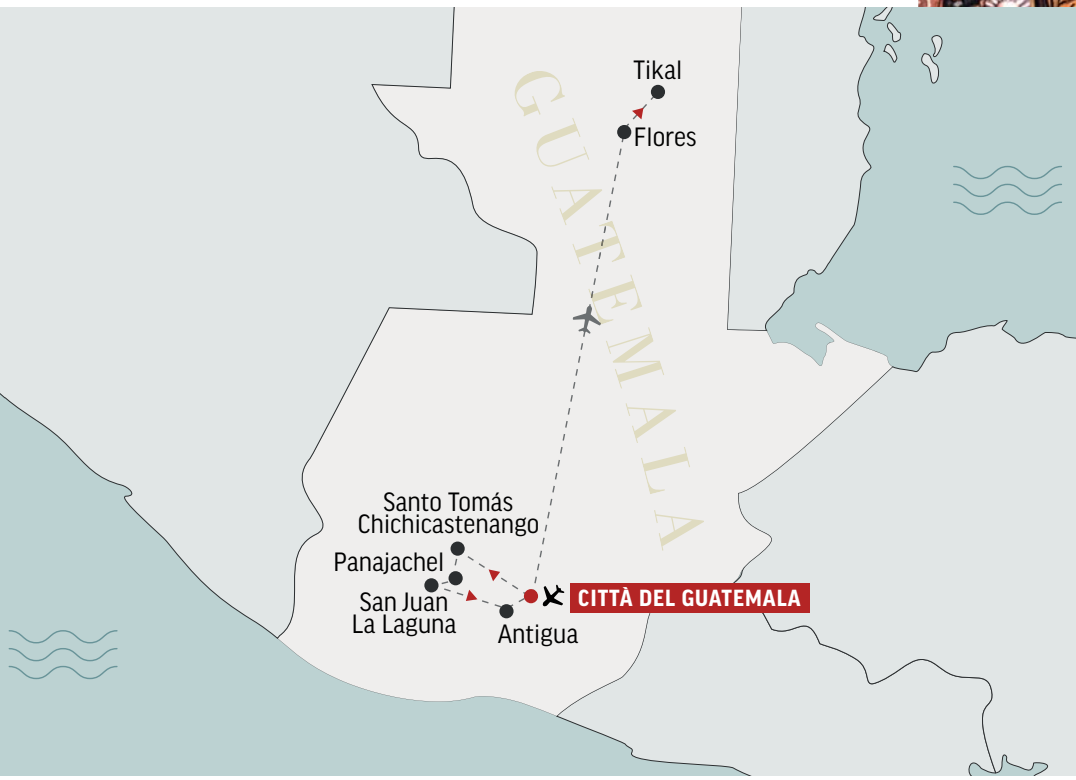 Tikal
Flores
GUATEMALA
Santo Tomás
Chichicastenango
Panajachel
San Juan
La Laguna
CITTÀ DEL GUATEMALA
Antigua